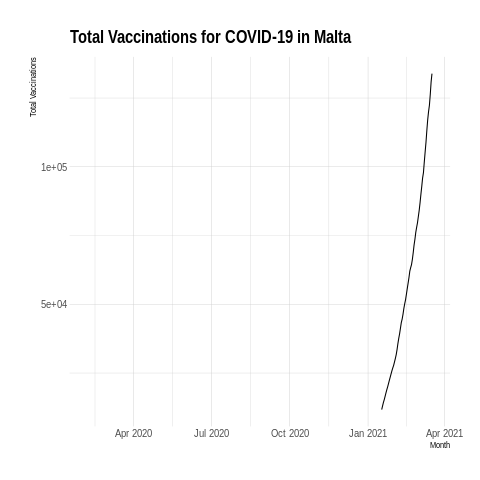 Total Vaccinations for COVID-19 in Malta
Total Vaccinations
1e+05
5e+04
Apr 2020 Jul 2020 Oct 2020 Jan 2021 Apr 2021
Month